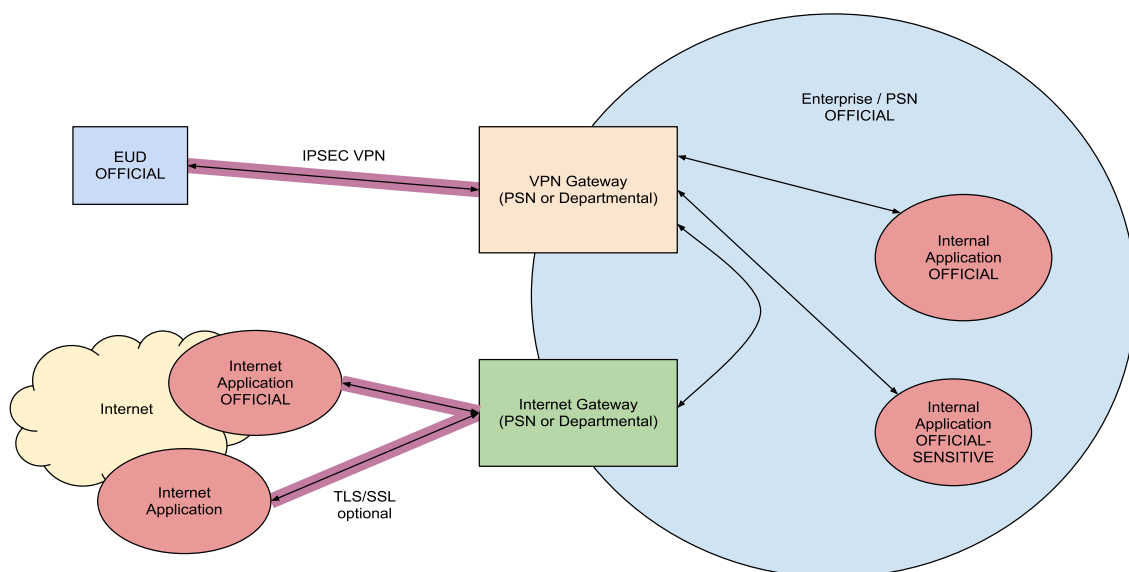 Enterprise / PSN
OFFICIAL
EUD
OFFICIAL
IPSEC VPN
VPN Gateway
(PSN or Departmental)
Internal
Application
OFFICIAL
Internet
Internet
Application
OFFICIAL
Internet Gateway
(PSN or Departmental)
Internal
Application
OFFICIAL-
SENSITIVE
Internet
Application
TLS/SSL
optional